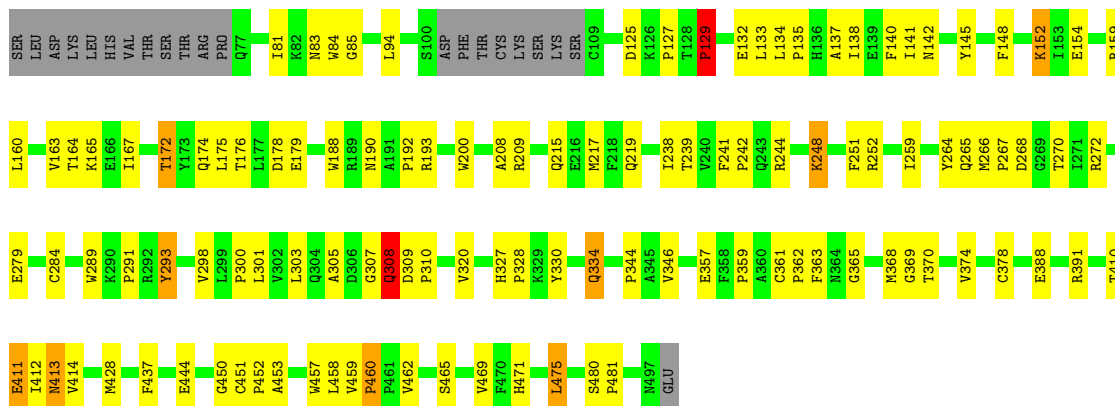 SER LEU ASP LYS LEU HIS VAL THR SER THR ARG PRO Q77 I81 K82 N83 W84 G85 L94 S100 ASP PHE THR CYS LYS SER LYS SER C109 D125 K126 P127 T128 P129 E132 L133 L134 P135 H136 A137 I138 E139 F140 I141 N142 Y145 F148 K152 I153 E154
L160 V163 T164 K165 E166 I167 T172 Y173 Q174 L175 T176 L177 D178 E179 W188 R189 N190 A191 P192 R193 W200 A208 R209 Q215 E216 M217 F218 Q219 I238 T239 V240 F241 P242 Q243 R244 K248 F251 R252 I259 Y264 Q265 M266 P267 D268 G269 T270 I271 R272
E279 C284 W289 K290 P291 R292 Y293 V298 L299 P300 L301 V302 L303 Q304 A305 D306 G307 Q308 D309 P310 V320 H327 P328 K329 Y330 Q334 P344 A345 V346 E357 F358 P359 A360 C361 P362 F363 N364 G365 M368 G369 T370 V374 C378 E388 R391
E411 I412 N413 V414 M428 F437 E444 G450 C451 P452 A453 W457 L458 V459 P460 P461 V462 S465 V469 F470 H471 L475 S480 P481 N497 GLU